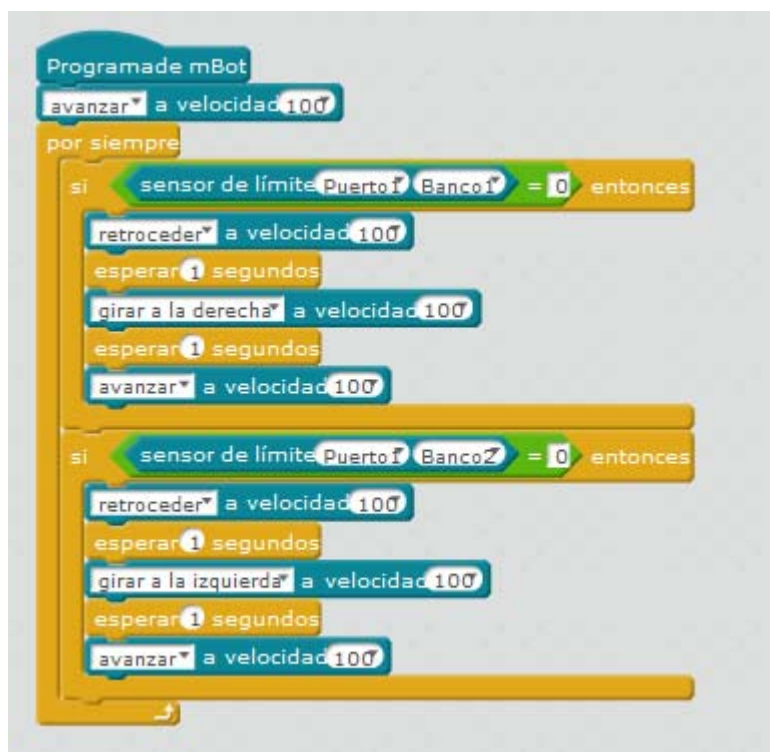 Programade mBot
avanzar a velocidad 100
por siempre
si sensor de límite Puerto1 Banco1 = 0 entonces
retroceder a velocidad 100
esperar 1 segundos
girar a la derecha a velocidad 100
esperar 1 segundos
avanzar a velocidad 100
si sensor de límite Puerto1 Banco2 = 0 entonces
retroceder a velocidad 100
esperar 1 segundos
girar a la izquierda a velocidad 100
esperar 1 segundos
avanzar a velocidad 100